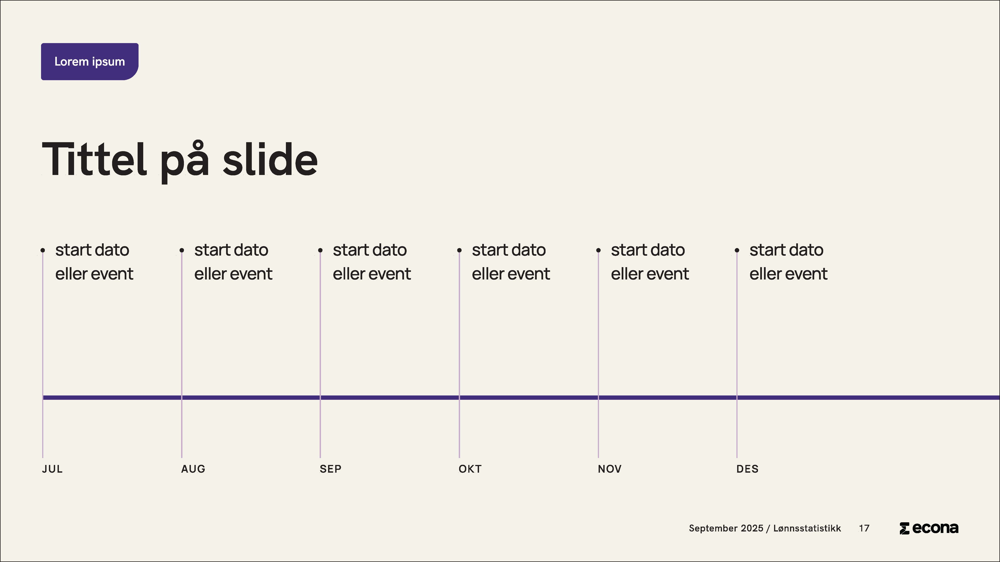 Lorem ipsum
Tittel på slide
start dato
eller event
start dato
eller event
start dato
eller event
start dato
eller event
start dato
eller event
start dato
eller event
JUL
AUG
SEP
OKT
NOV
DES
September 2025 / Lønnsstatistikk 17 econa